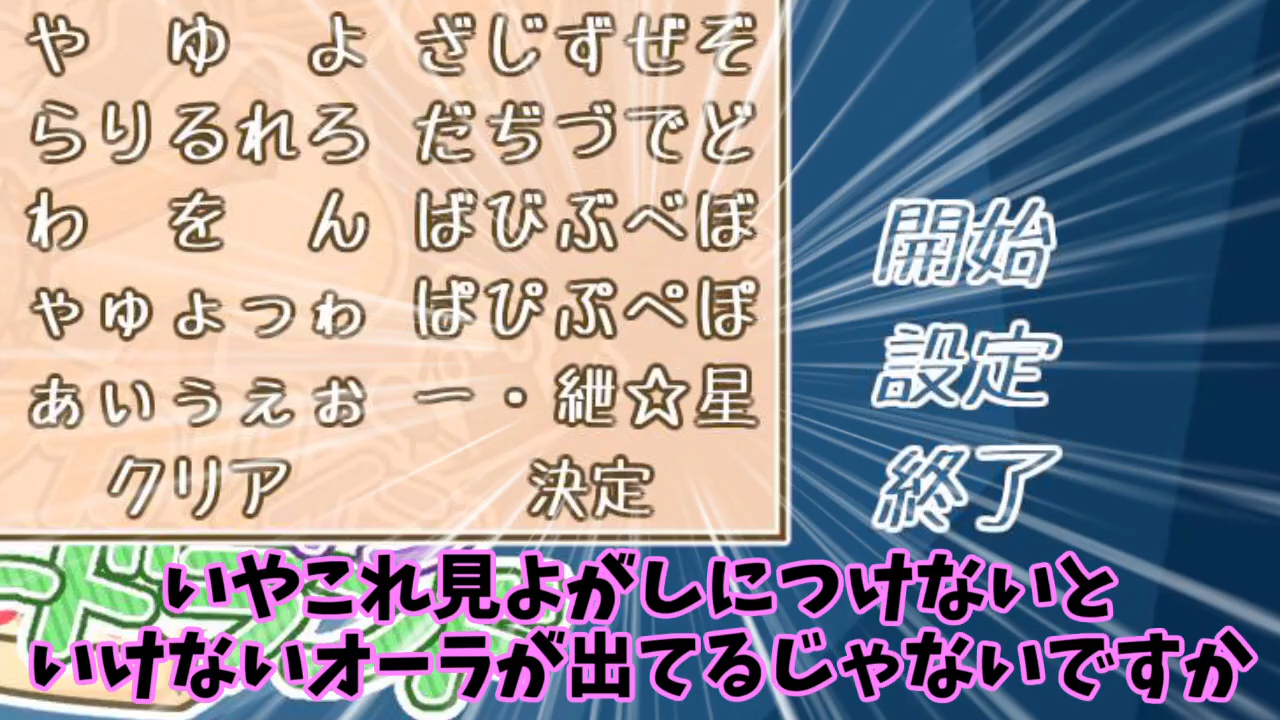 や ゆ よ ざじずぜぞ
らりるれろ だぢづでど
わ を ん ばびぶべぼ
ゃゅょっゎ ぱぴぷぺぽ
ぁぃぅぇぉ ー・紲☆星
クリア 決定
開始
設定
終了
いやこれ見よがしにつけないと
いけないオーラが出てるじゃないですか